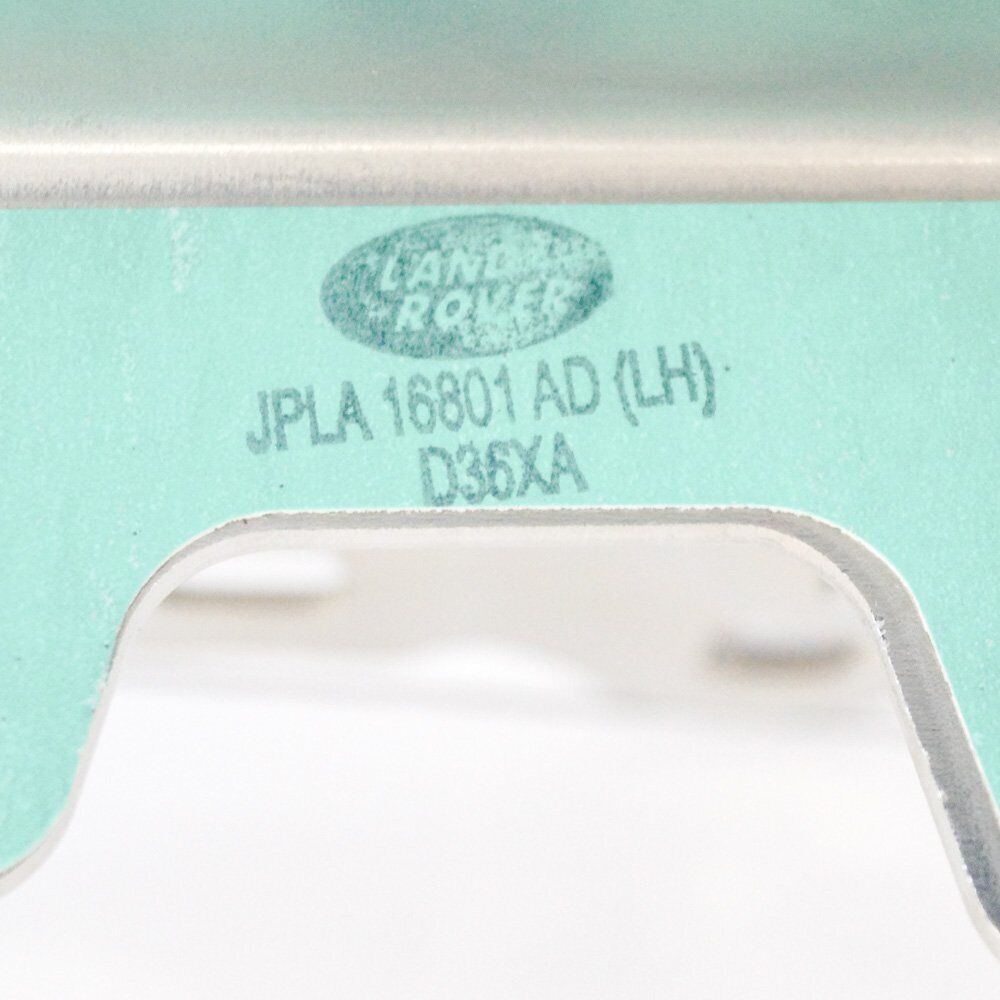 LAND
ROVER
JPLA 16801 AD (LH)
D36XA